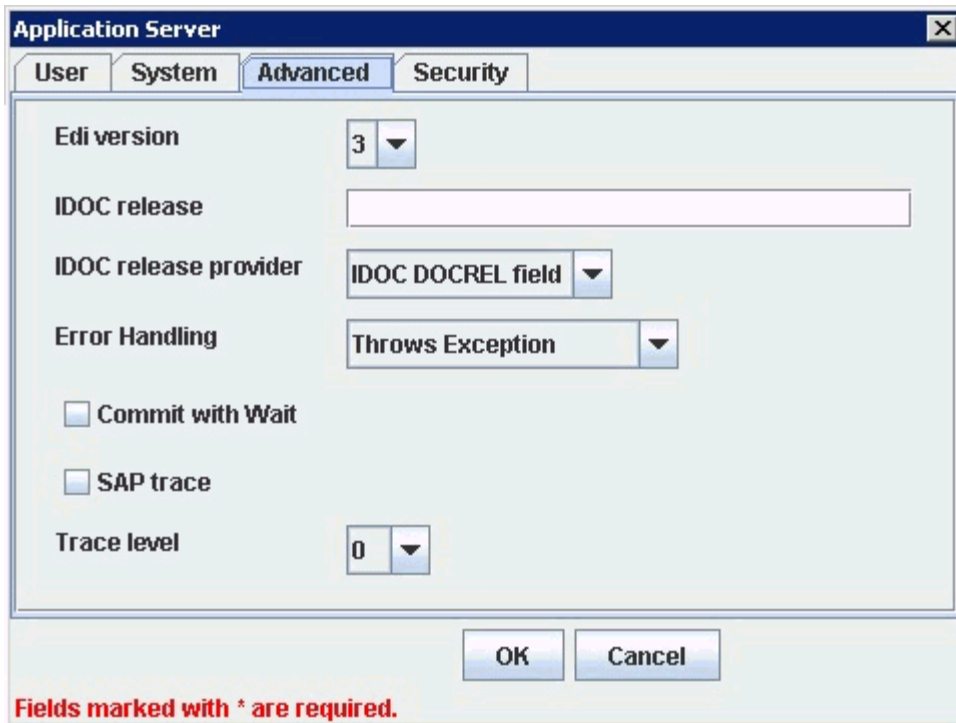 Application Server
User System Advanced Security
Edi version 3
IDOC release
IDOC release provider IDOC DOCREL field
Error Handling Throws Exception
Commit with Wait
SAP trace
Trace level 0
OK Cancel
Fields marked with * are required.